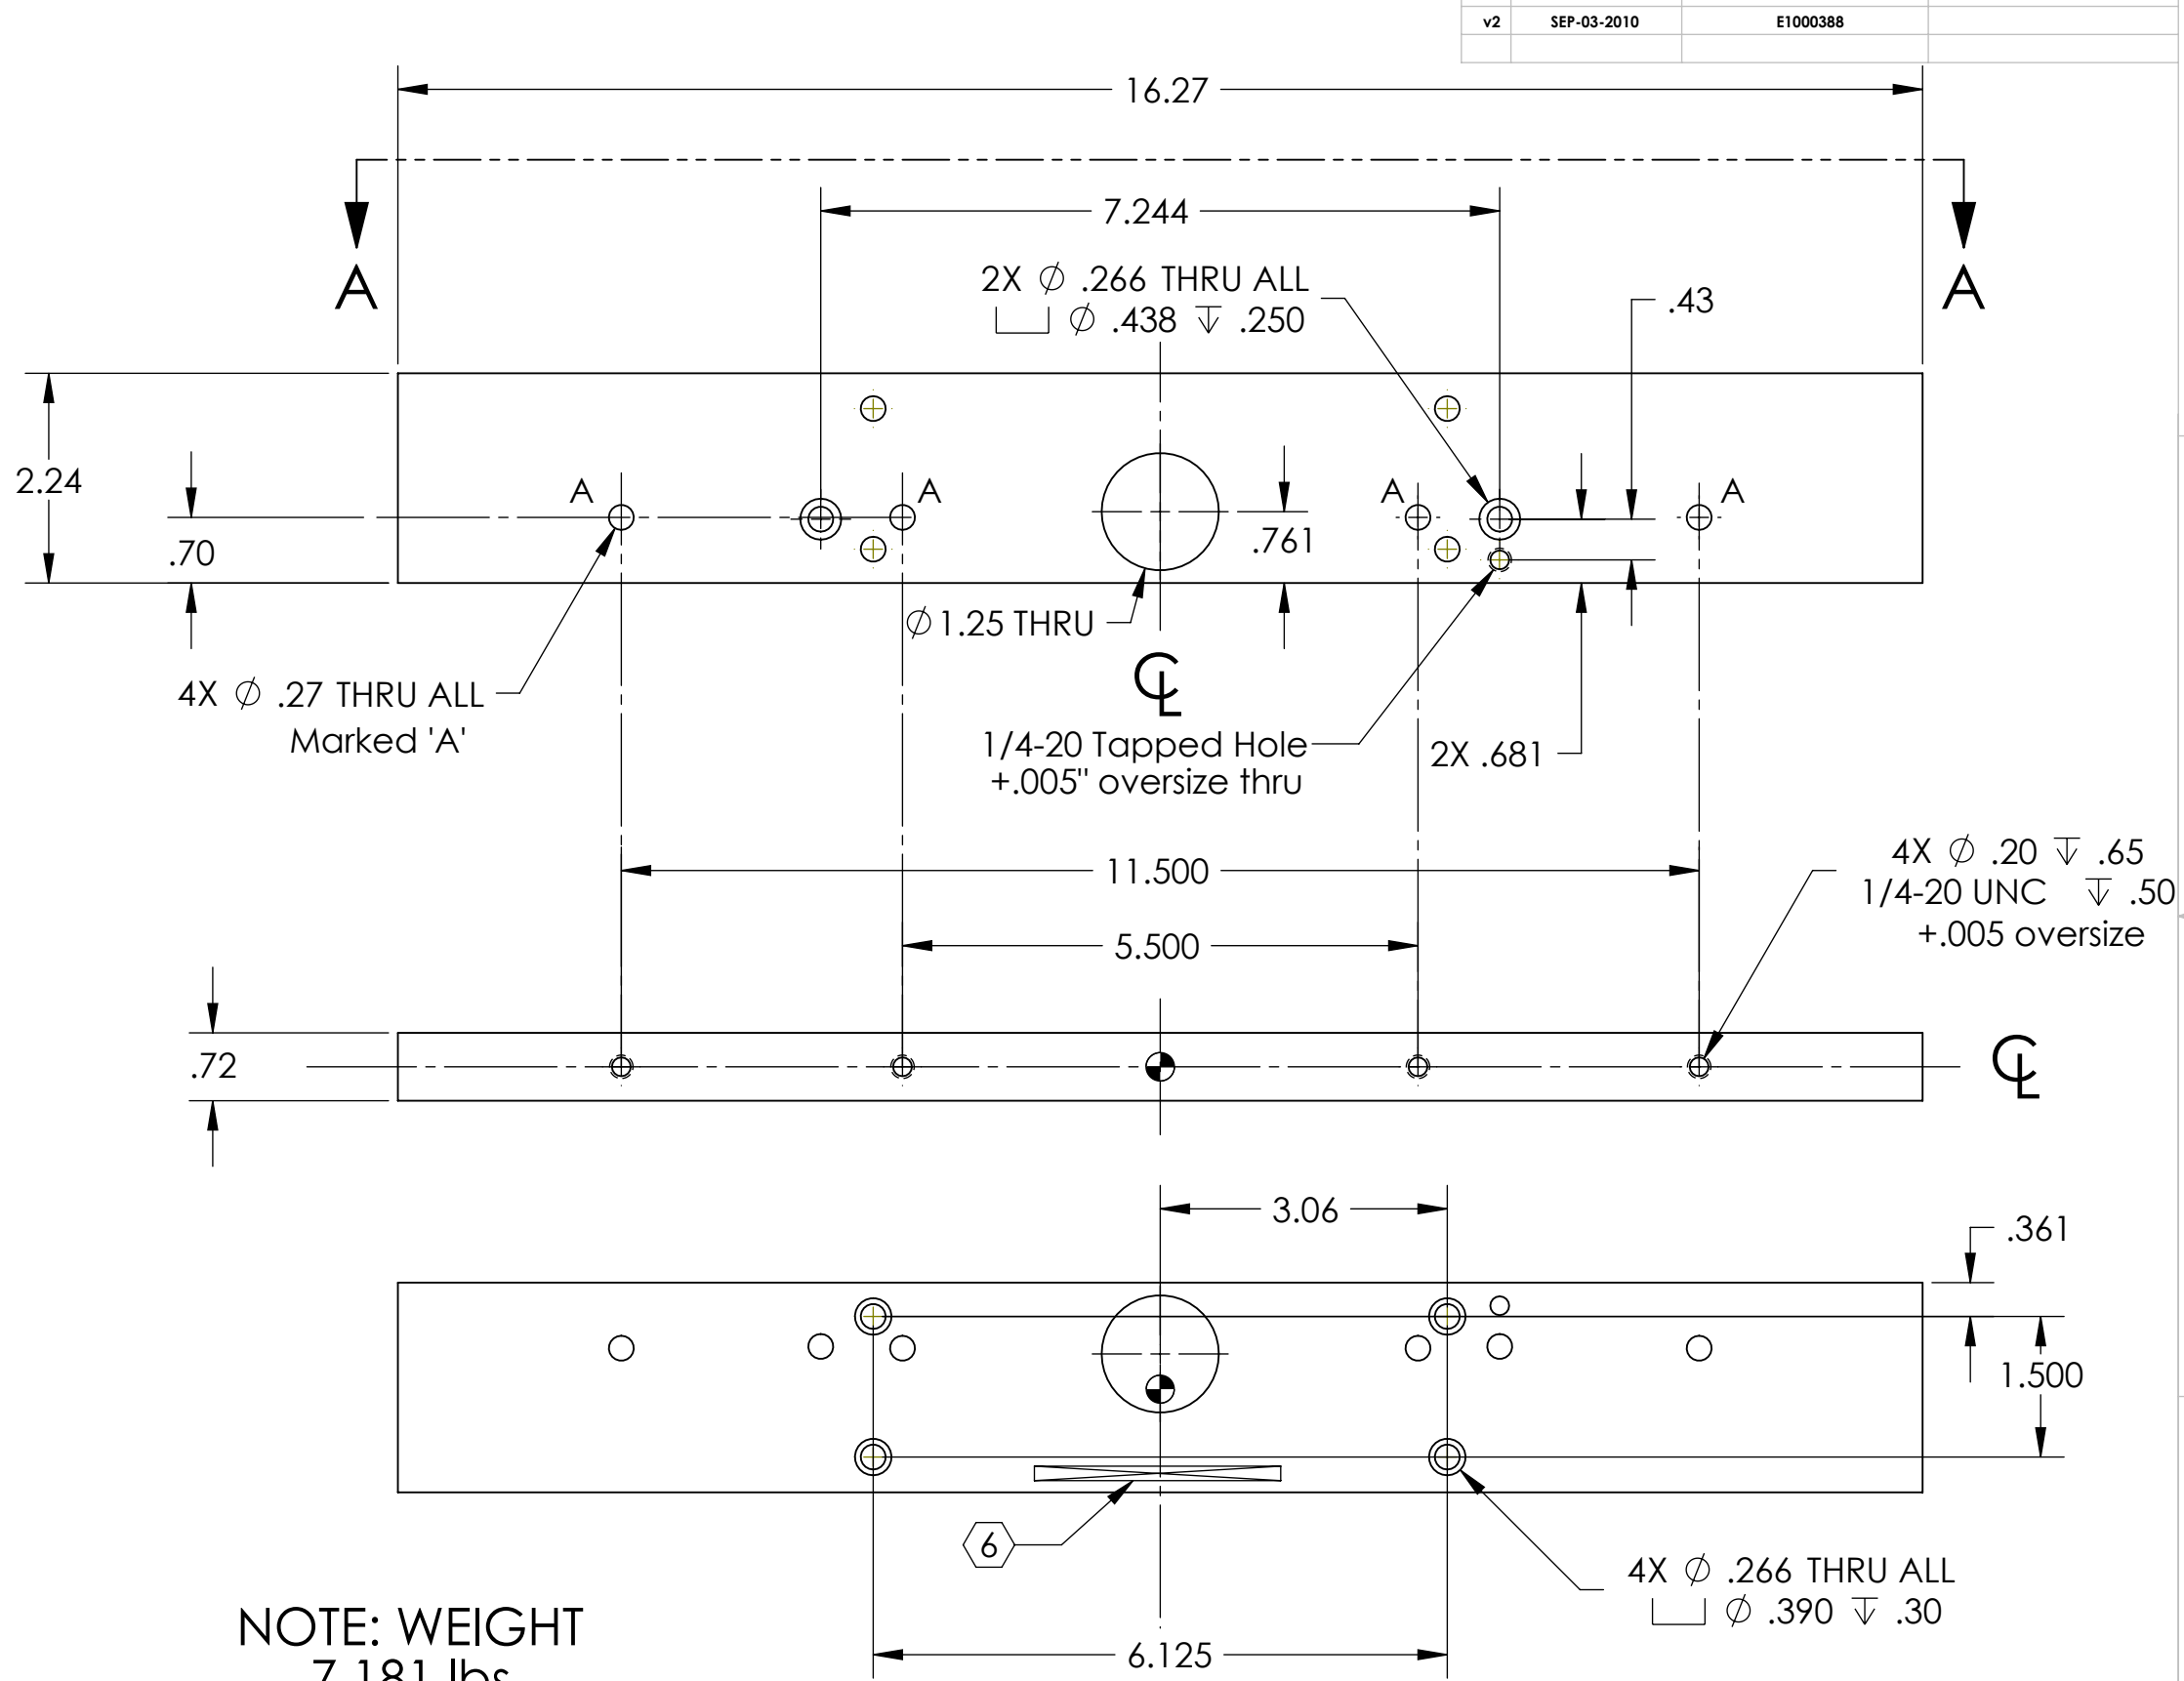 v2 SEP-03-2010 E1000388
16.27
7.244
2X ∅ .266 THRU ALL
⌴ ∅ .438 ↧ .250
.43
A A
2.24
A A A A
.70
.761
∅1.25 THRU
℄
4X ∅ .27 THRU ALL
Marked 'A'
1/4-20 Tapped Hole
+.005" oversize thru
2X .681
11.500
4X ∅ .20 ↧ .65
1/4-20 UNC ↧ .50
+.005 oversize
5.500
.72
℄
3.06
.361
1.500
6
4X ∅ .266 THRU ALL
⌴ ∅ .390 ↧ .30
NOTE: WEIGHT
7.181 lbs
6.125